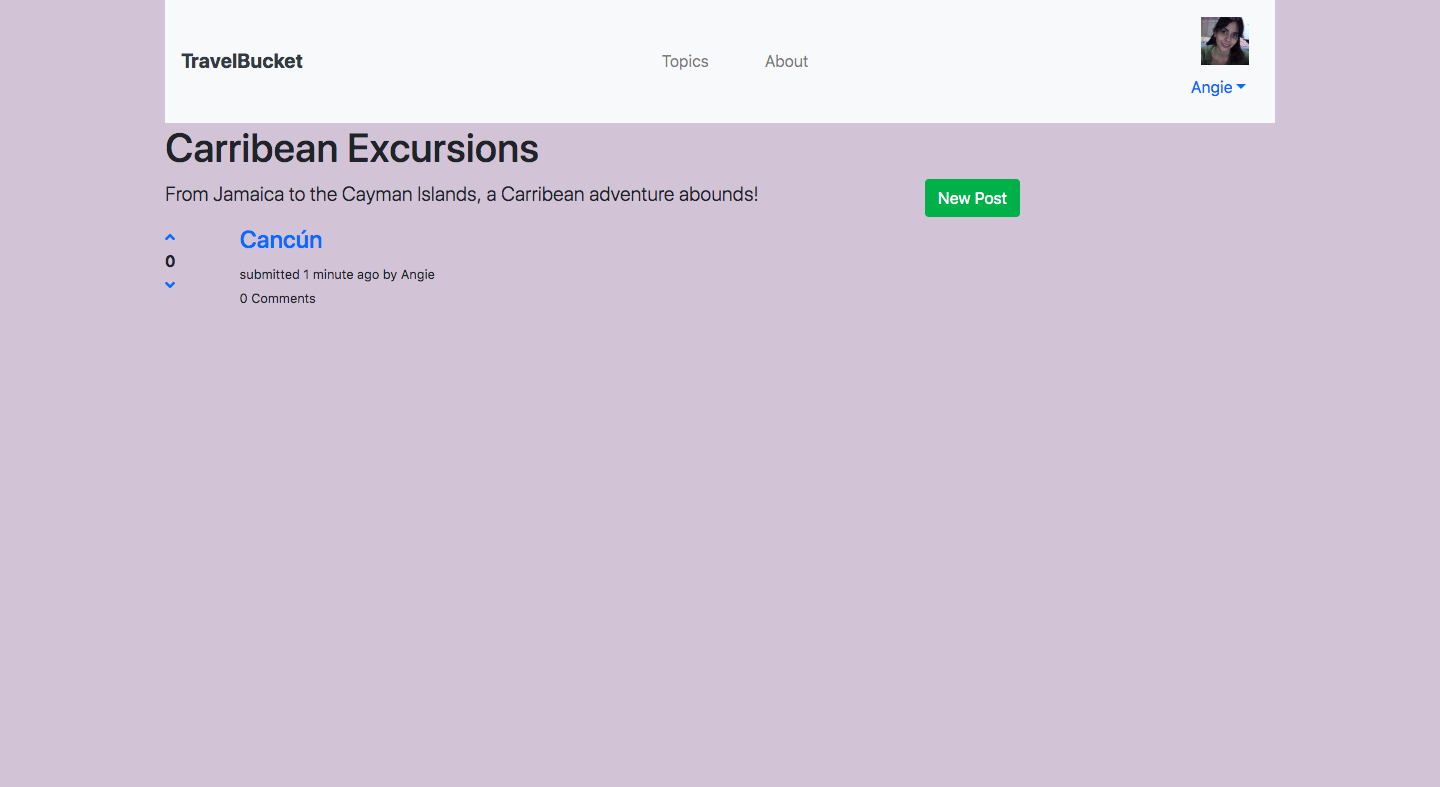 TravelBucket
Topics
About
Angie
Carribean Excursions
From Jamaica to the Cayman Islands, a Carribean adventure abounds!
New Post
Cancún
0
submitted 1 minute ago by Angie
0 Comments